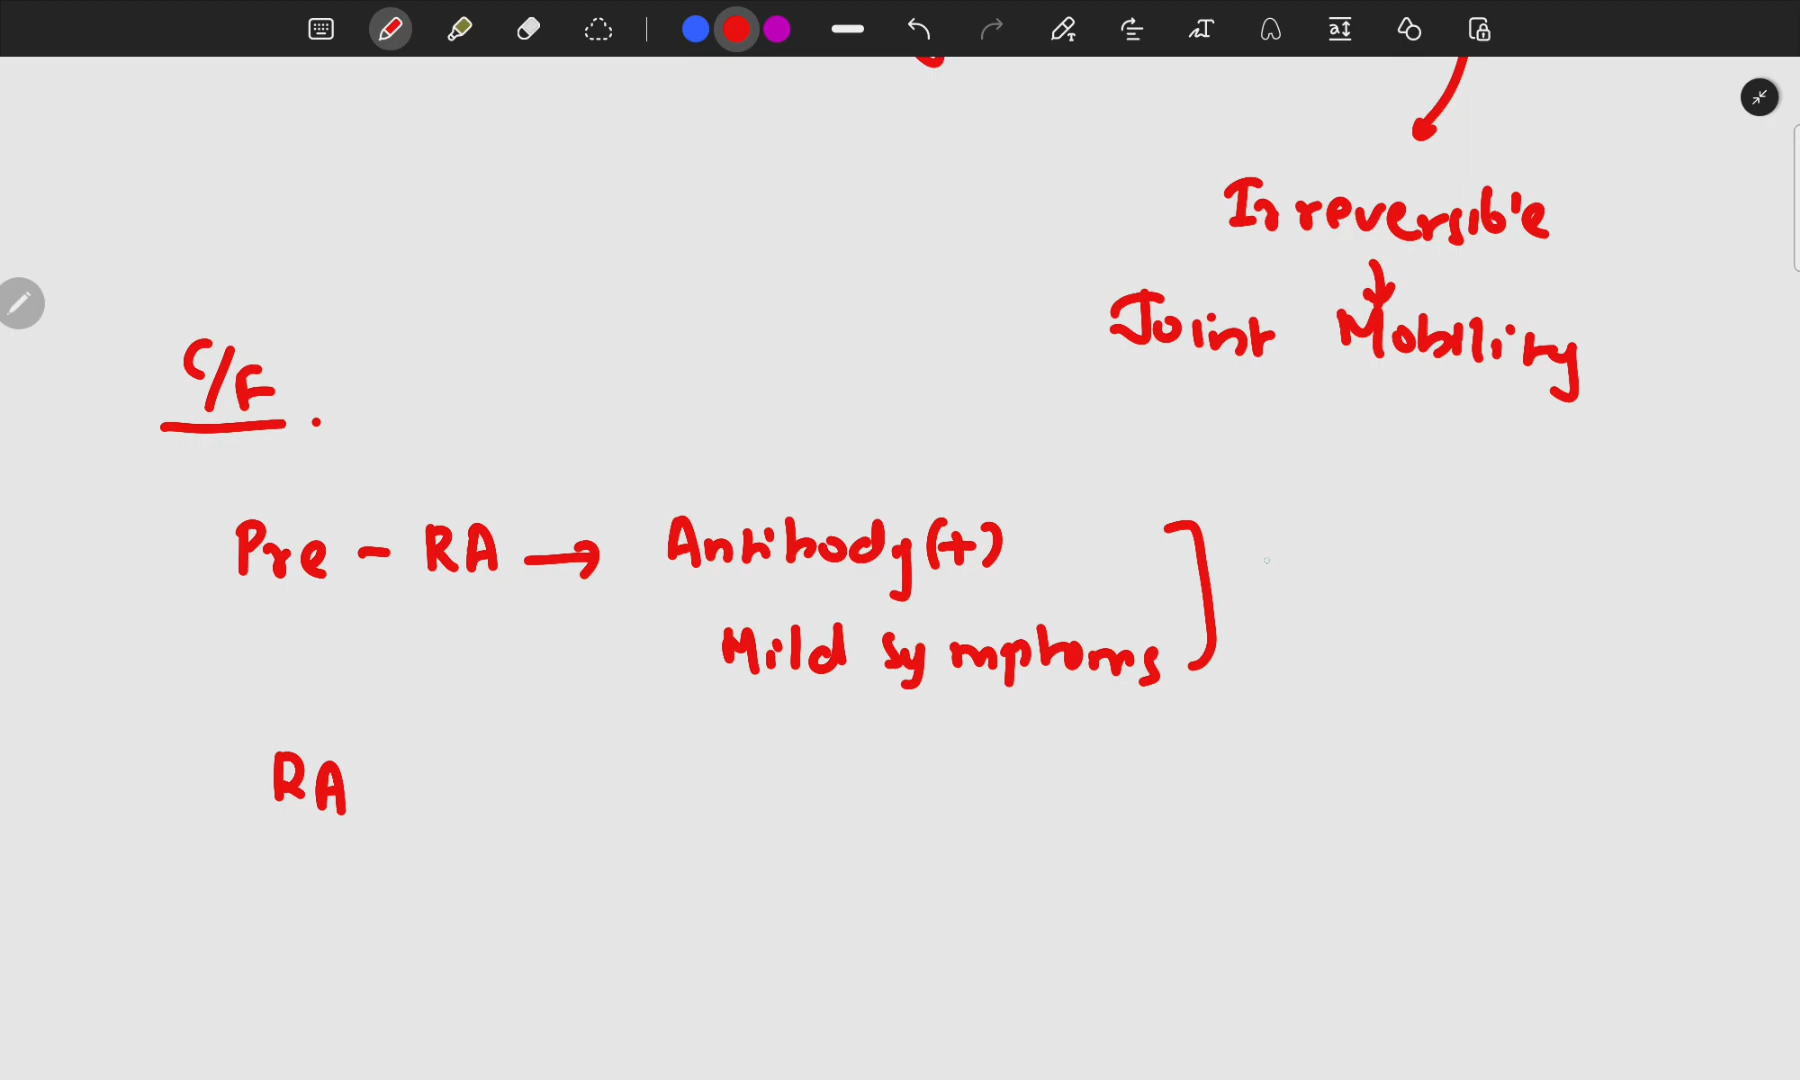 Irreversible
Joint Mobility
C/F .
Pre - RA → Antibody (+)
Mild symptoms
RA